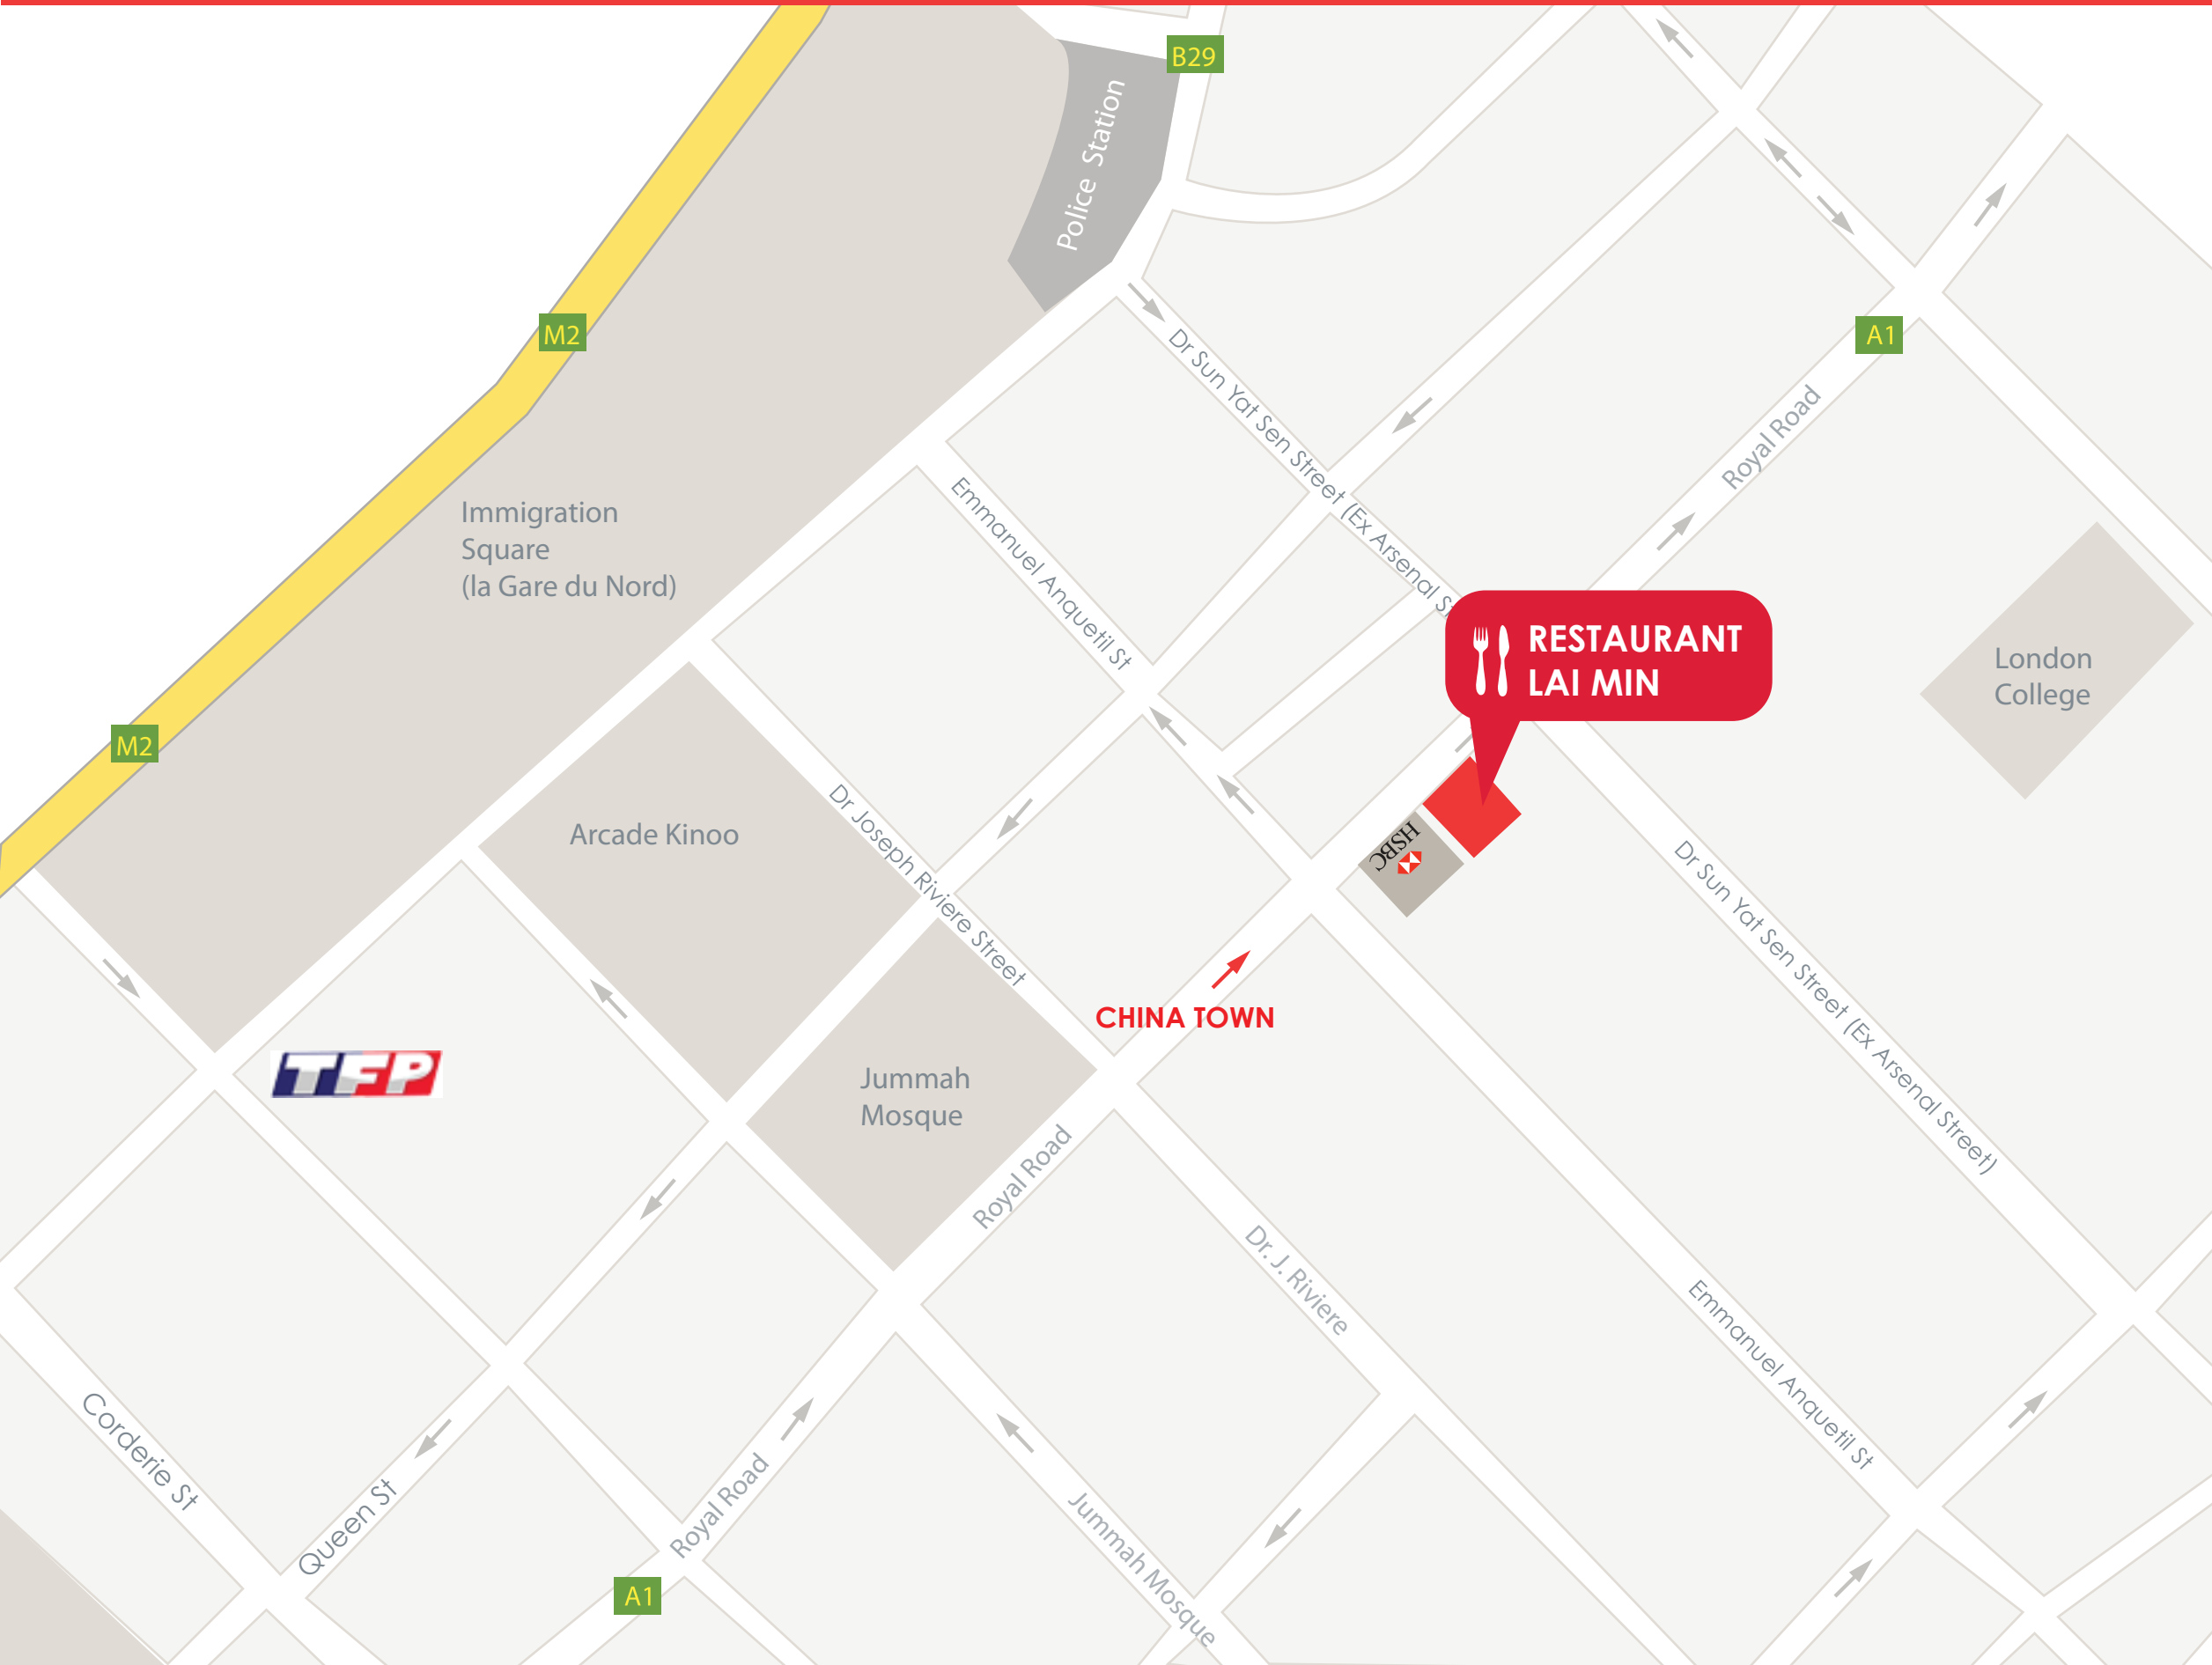 B29
Police Station
M2
A1
Dr Sun Yat Sen Street (Ex Arsenal St
Royal Road
Emmanuel Anquetil St
Immigration
Square
(la Gare du Nord)
RESTAURANT
LAI MIN
London
College
M2
Arcade Kinoo
Dr Joseph Riviere Street
HSBC
Dr Sun Yat Sen Street (Ex Arsenal Street)
CHINA TOWN
TFP
Jummah
Mosque
Royal Road
Dr. J. Riviere
Emmanuel Anquetil St
Corderie St
Queen St
Royal Road
Jummah Mosque
A1